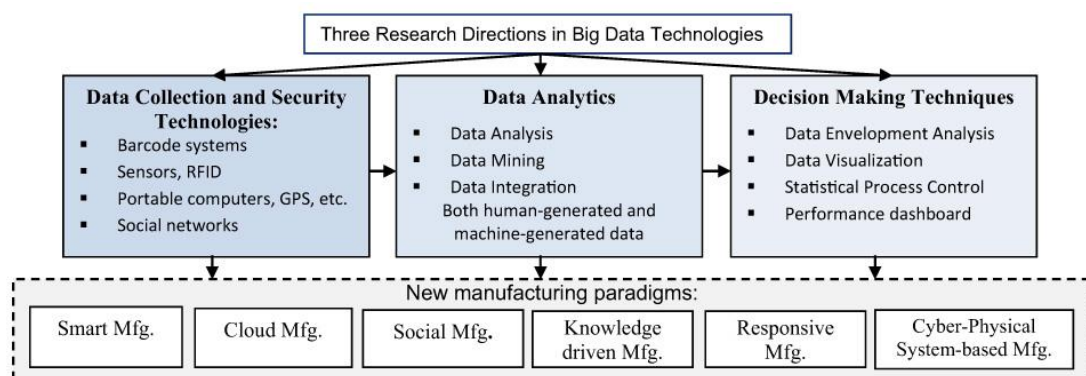 Three Research Directions in Big Data Technologies
Data Collection and Security
Technologies:
▪ Barcode systems
▪ Sensors, RFID
▪ Portable computers, GPS, etc.
▪ Social networks
Data Analytics
▪ Data Analysis
▪ Data Mining
▪ Data Integration
Both human-generated and
machine-generated data
Decision Making Techniques
▪ Data Envelopment Analysis
▪ Data Visualization
▪ Statistical Process Control
▪ Performance dashboard
New manufacturing paradigms:
Smart Mfg.
Cloud Mfg.
Social Mfg.
Knowledge
driven Mfg.
Responsive
Mfg.
Cyber-Physical
System-based Mfg.